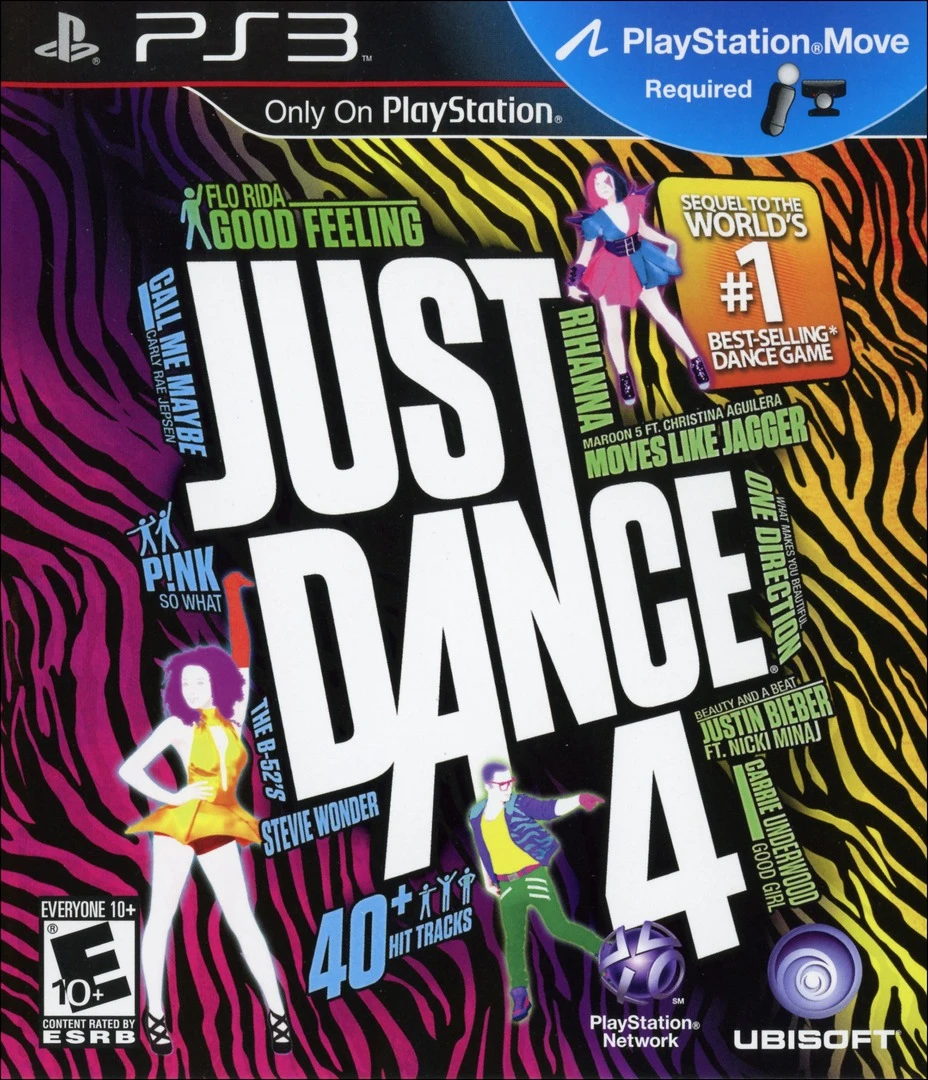 PS3™
PlayStation®Move
Required
Only On PlayStation®
FLO RIDA
GOOD FEELING
SEQUEL TO THE
WORLD'S
#1
BEST-SELLING*
DANCE GAME
CALL ME MAYBE
CARLY RAE JEPSEN
JUST
RIHANNA
MAROON 5 FT. CHRISTINA AGUILERA
MOVES LIKE JAGGER
DANCE®
4
WHAT MAKES YOU BEAUTIFUL
ONE DIRECTION
P!NK
SO WHAT
THE B-52'S
STEVIE WONDER
BEAUTY AND A BEAT
JUSTIN BIEBER
FT. NICKI MINAJ
CARRIE UNDERWOOD
GOOD GIRL
40+
HIT TRACKS
EVERYONE 10+
E®
10+
CONTENT RATED BY
ESRB
SM
PlayStation®
Network
UBISOFT®